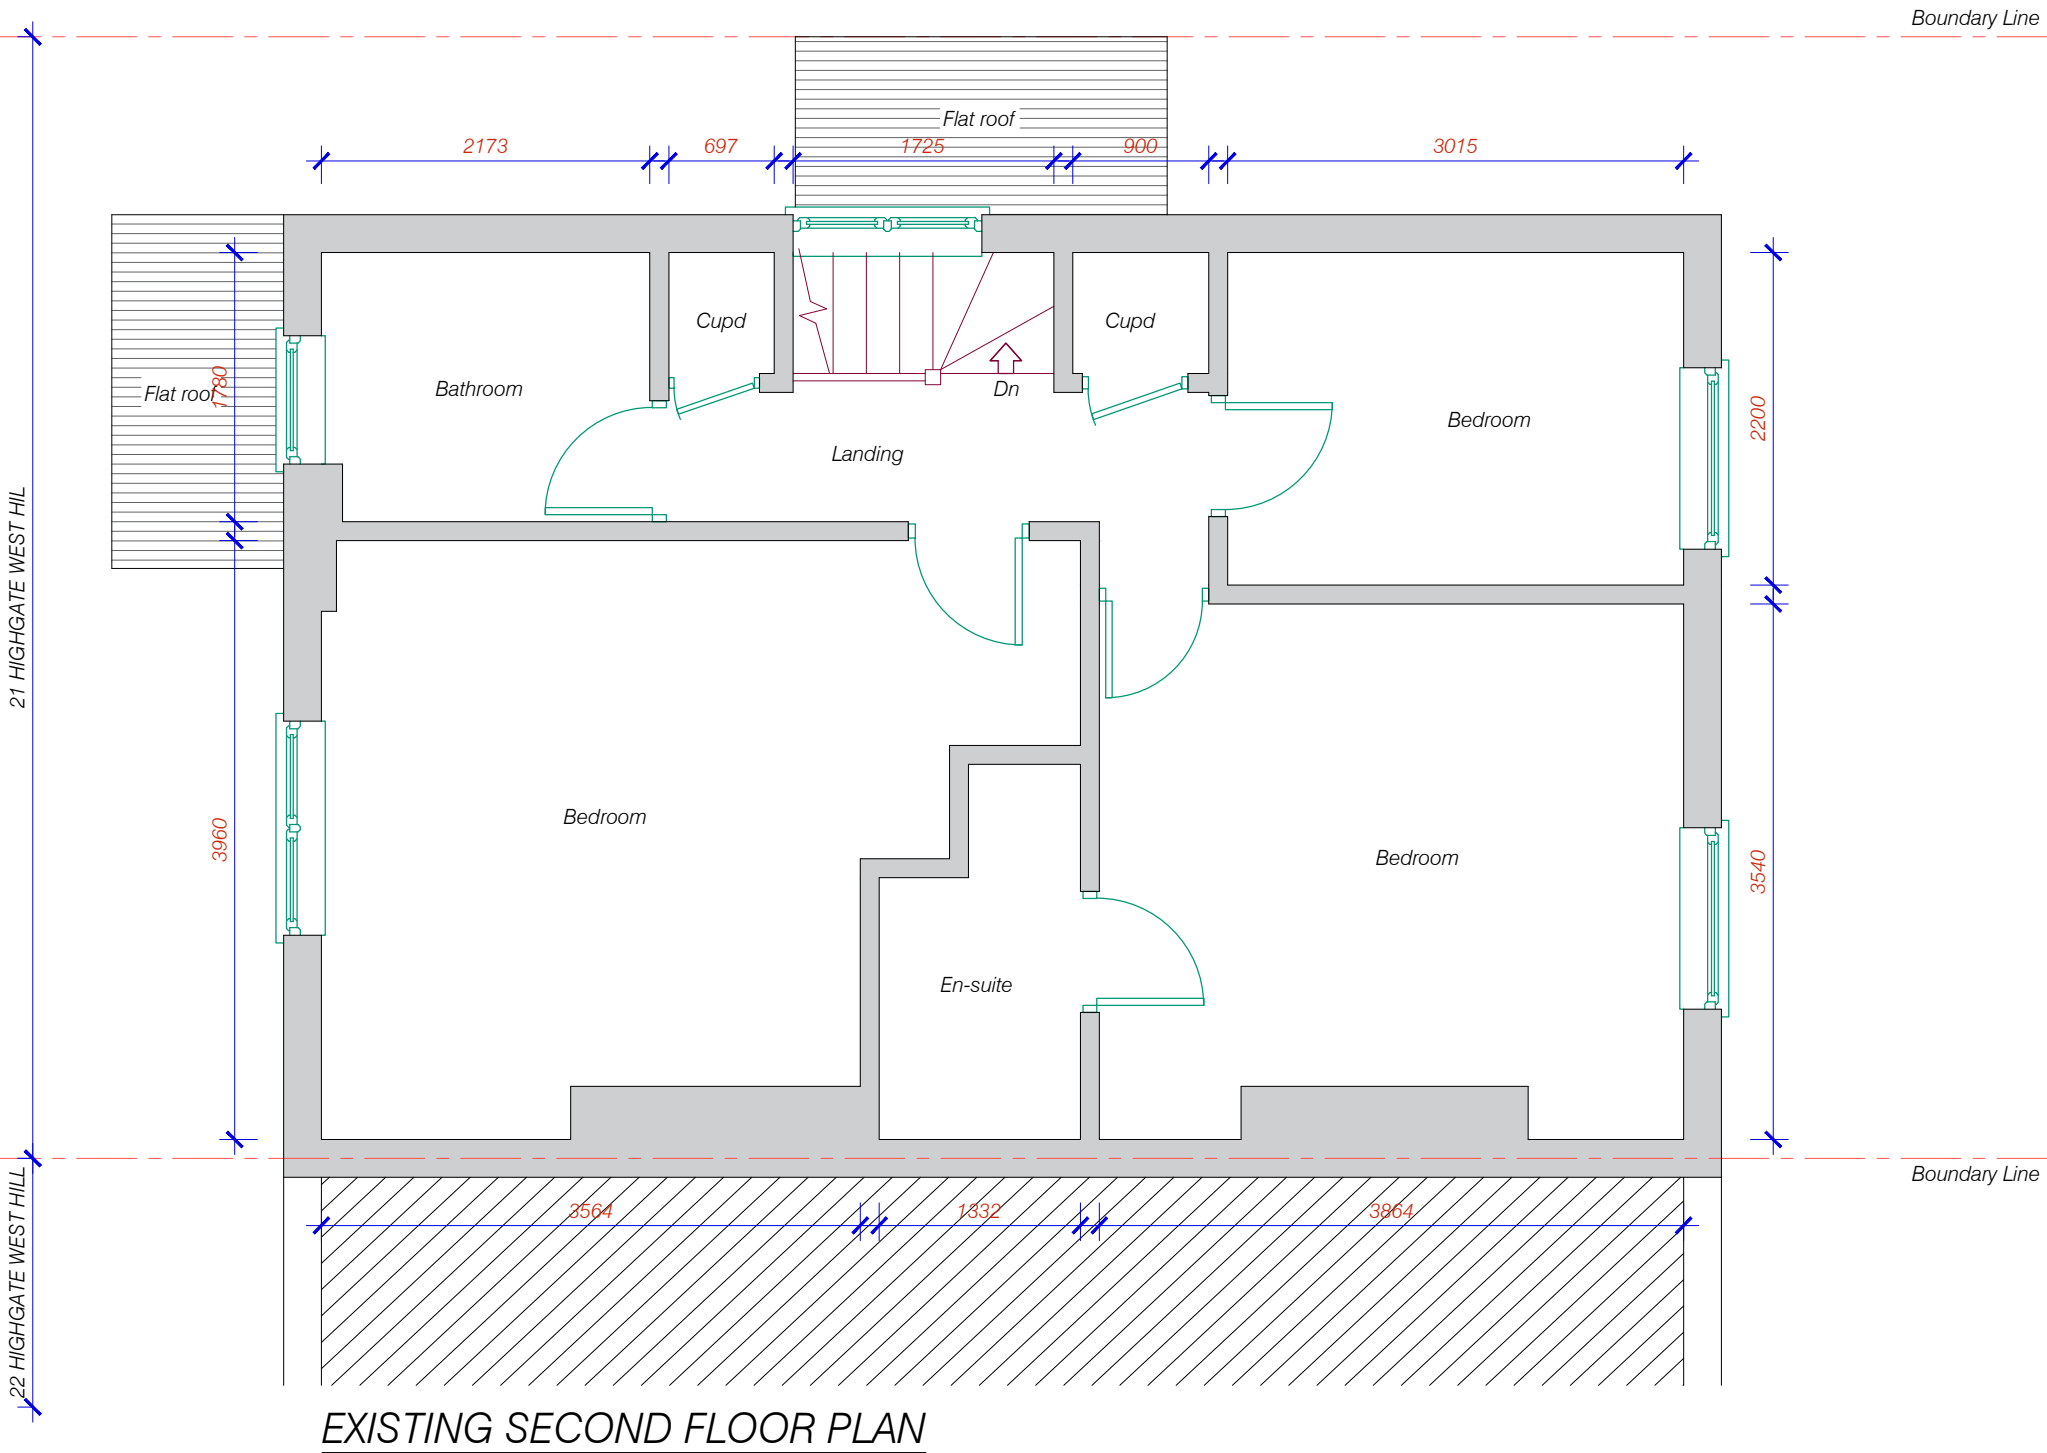 Boundary Line
Flat roof
2173
697
1725
900
3015
Cupd
Cupd
Flat roof
1780
Bathroom
Dn
Bedroom
2200
Landing
21 HIGHGATE WEST HIL
Bedroom
3960
Bedroom
3540
En-suite
Boundary Line
22 HIGHGATE WEST HILL
3564
1332
3864
EXISTING SECOND FLOOR PLAN